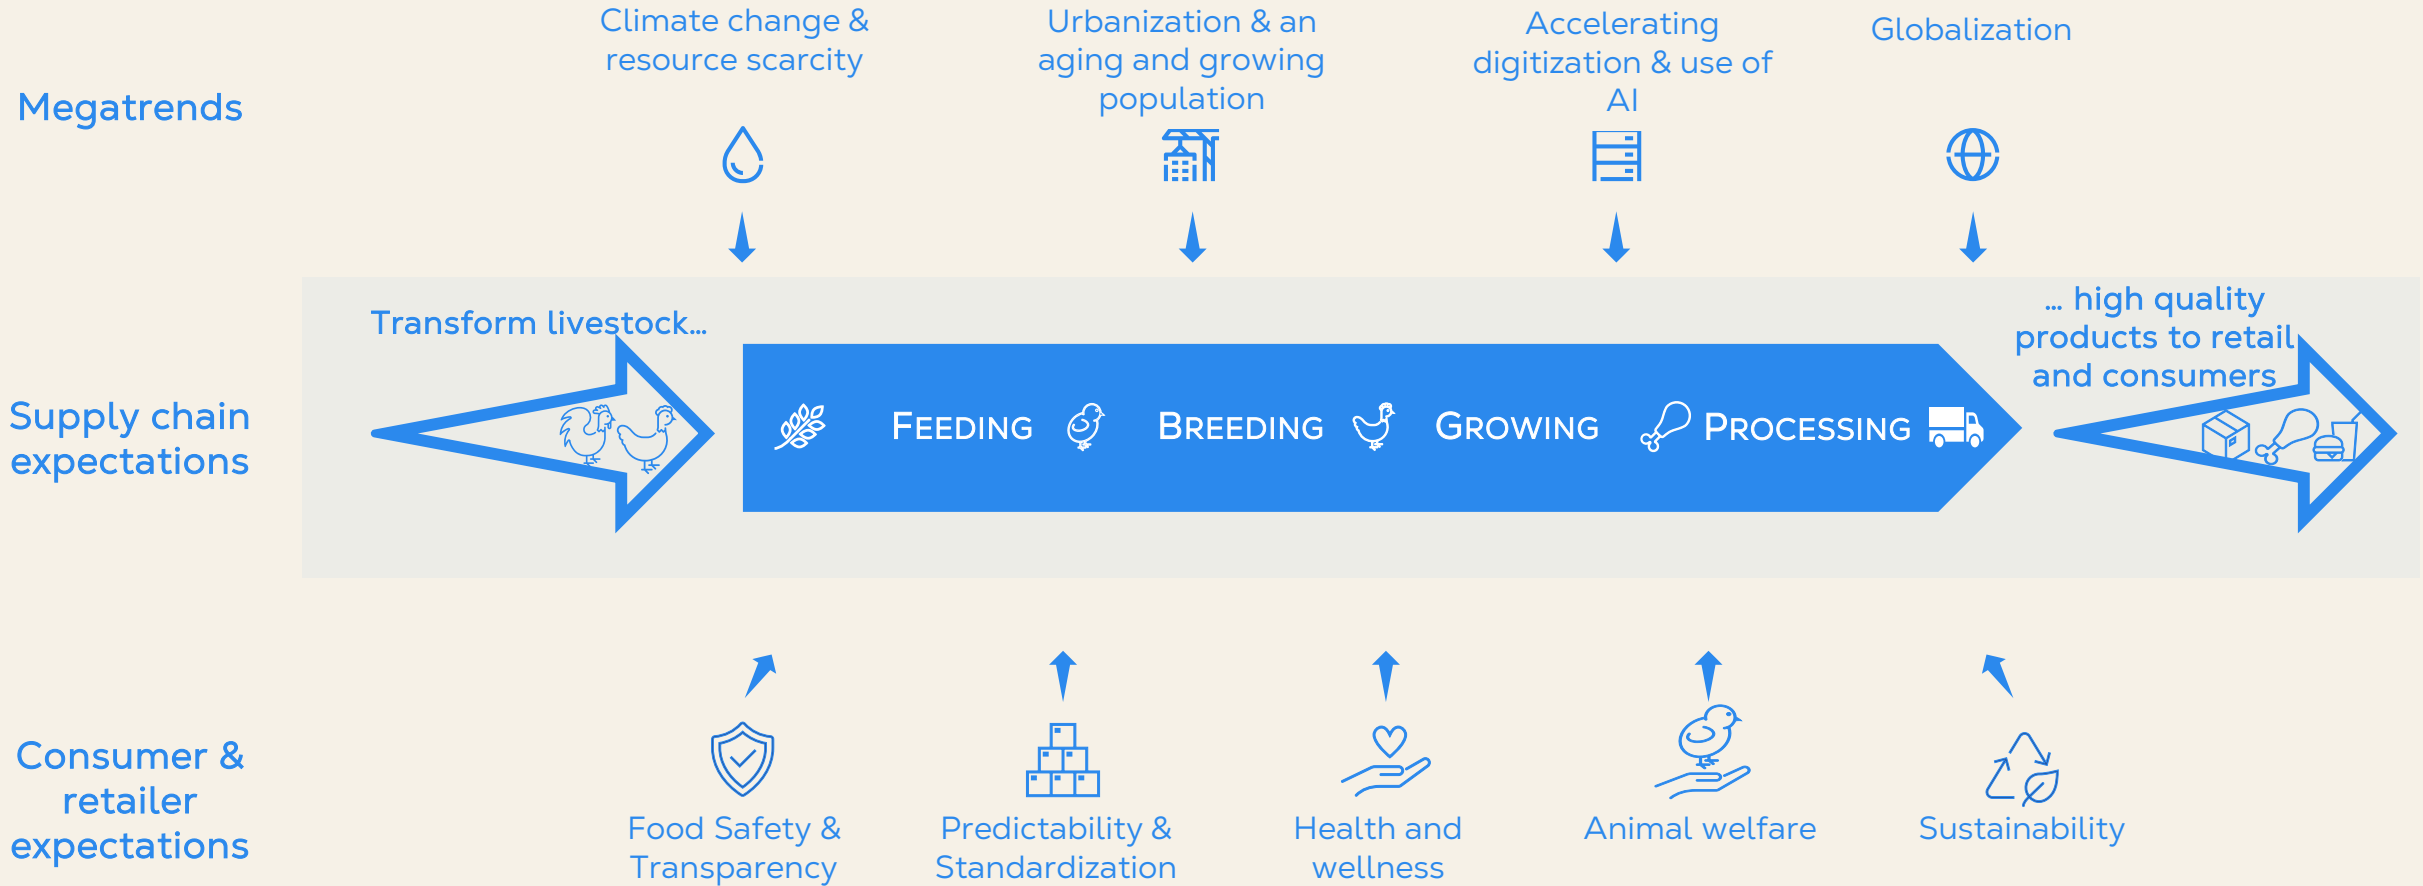 Climate change &
resource scarcity
Urbanization & an
aging and growing
population
Accelerating
digitization & use of
AI
Globalization
Megatrends
Transform livestock...
... high quality
products to retail
and consumers
Supply chain
expectations
FEEDING
BREEDING
GROWING
PROCESSING
Consumer &
retailer
expectations
Food Safety &
Transparency
Predictability &
Standardization
Health and
wellness
Animal welfare
Sustainability